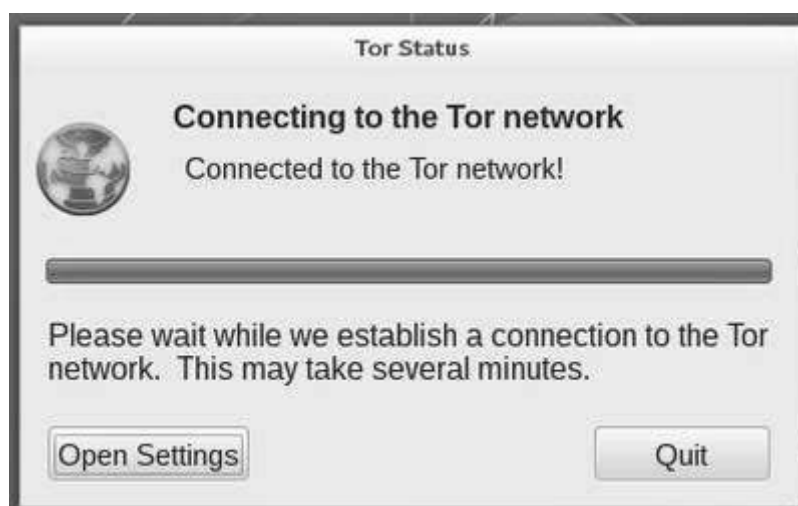 Tor Status
Connecting to the Tor network
Connected to the Tor network!
Please wait while we establish a connection to the Tor
network.  This may take several minutes.
Open Settings
Quit